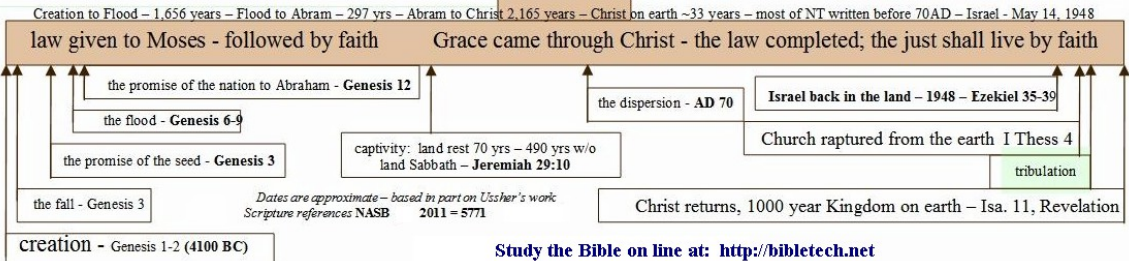 Creation to Flood – 1,656 years – Flood to Abram – 297 yrs – Abram to Christ 2,165 years – Christ on earth ~33 years – most of NT written before 70AD – Israel - May 14, 1948
law given to Moses - followed by faith
Grace came through Christ - the law completed; the just shall live by faith
the promise of the nation to Abraham - Genesis 12
the dispersion - AD 70
Israel back in the land – 1948 – Ezekiel 35-39
the flood - Genesis 6-9
captivity: land rest 70 yrs – 490 yrs w/o
land Sabbath – Jeremiah 29:10
Church raptured from the earth I Thess 4
the promise of the seed - Genesis 3
tribulation
the fall - Genesis 3
Dates are approximate – based in part on Ussher's work
Scripture references NASB 2011 = 5771
Christ returns, 1000 year Kingdom on earth – Isa. 11, Revelation
creation - Genesis 1-2 (4100 BC)
Study the Bible on line at: http://bibletech.net